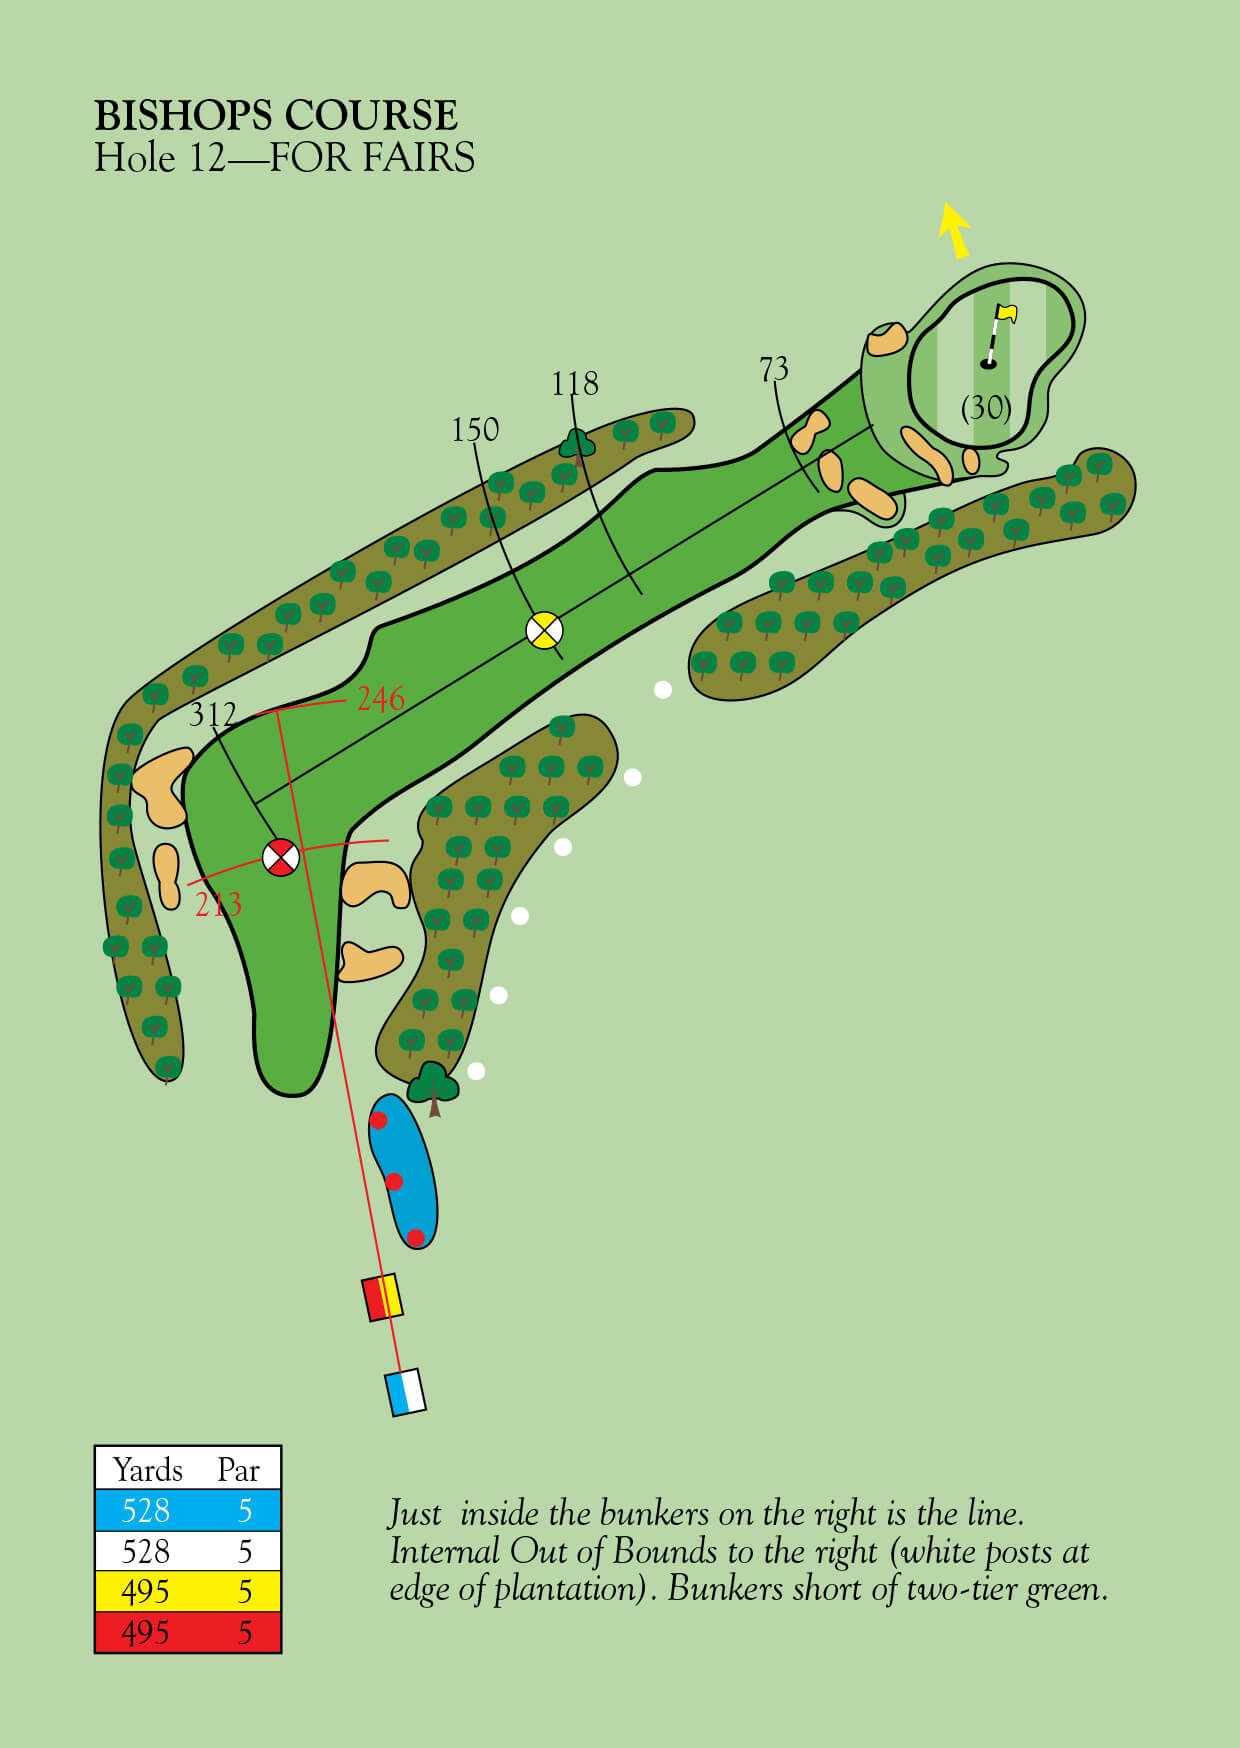 BISHOPS COURSE
Hole 12—FOR FAIRS
73
118
150
(30)
246
312
213
Yards Par
528 5
528 5
495 5
495 5
Just inside the bunkers on the right is the line.
Internal Out of Bounds to the right (white posts at
edge of plantation). Bunkers short of two-tier green.